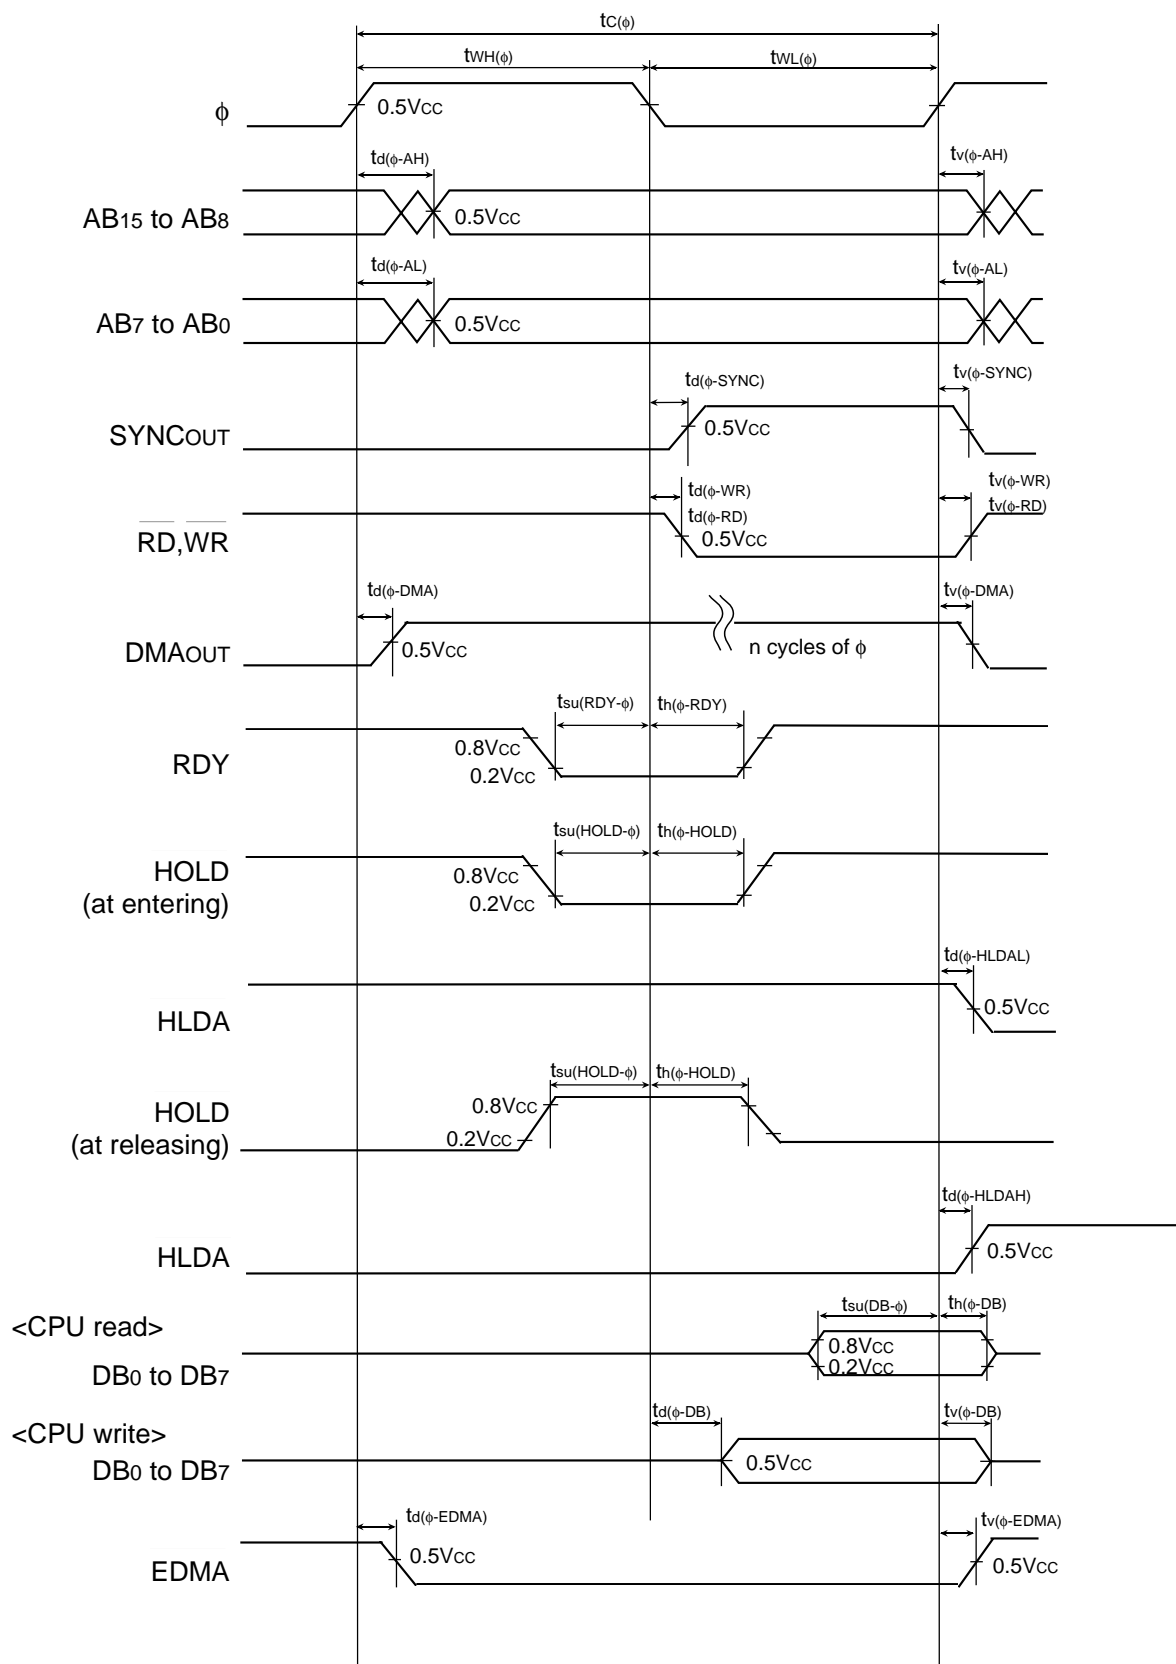 tC(ϕ)
tWH(ϕ) tWL(ϕ)
ϕ 0.5VCC
td(ϕ-AH) tv(ϕ-AH)
AB15 to AB8 0.5VCC
td(ϕ-AL) tv(ϕ-AL)
AB7 to AB0 0.5VCC
td(ϕ-SYNC) tv(ϕ-SYNC)
SYNCOUT 0.5VCC
td(ϕ-WR) tv(ϕ-WR)
td(ϕ-RD) tv(ϕ-RD)
RD,WR 0.5VCC
td(ϕ-DMA) tv(ϕ-DMA)
DMAOUT 0.5VCC n cycles of ϕ
tsu(RDY-ϕ) th(ϕ-RDY)
0.8VCC
RDY 0.2VCC
tsu(HOLD-ϕ) th(ϕ-HOLD)
HOLD 0.8VCC
(at entering) 0.2VCC
td(ϕ-HLDAL)
HLDA 0.5VCC
tsu(HOLD-ϕ) th(ϕ-HOLD)
HOLD 0.8VCC
(at releasing) 0.2VCC
td(ϕ-HLDAH)
HLDA 0.5VCC
tsu(DB-ϕ) th(ϕ-DB)
<CPU read>
0.8VCC
DB0 to DB7 0.2VCC
td(ϕ-DB) tv(ϕ-DB)
<CPU write>
DB0 to DB7 0.5VCC
td(ϕ-EDMA) tv(ϕ-EDMA)
EDMA 0.5VCC 0.5VCC